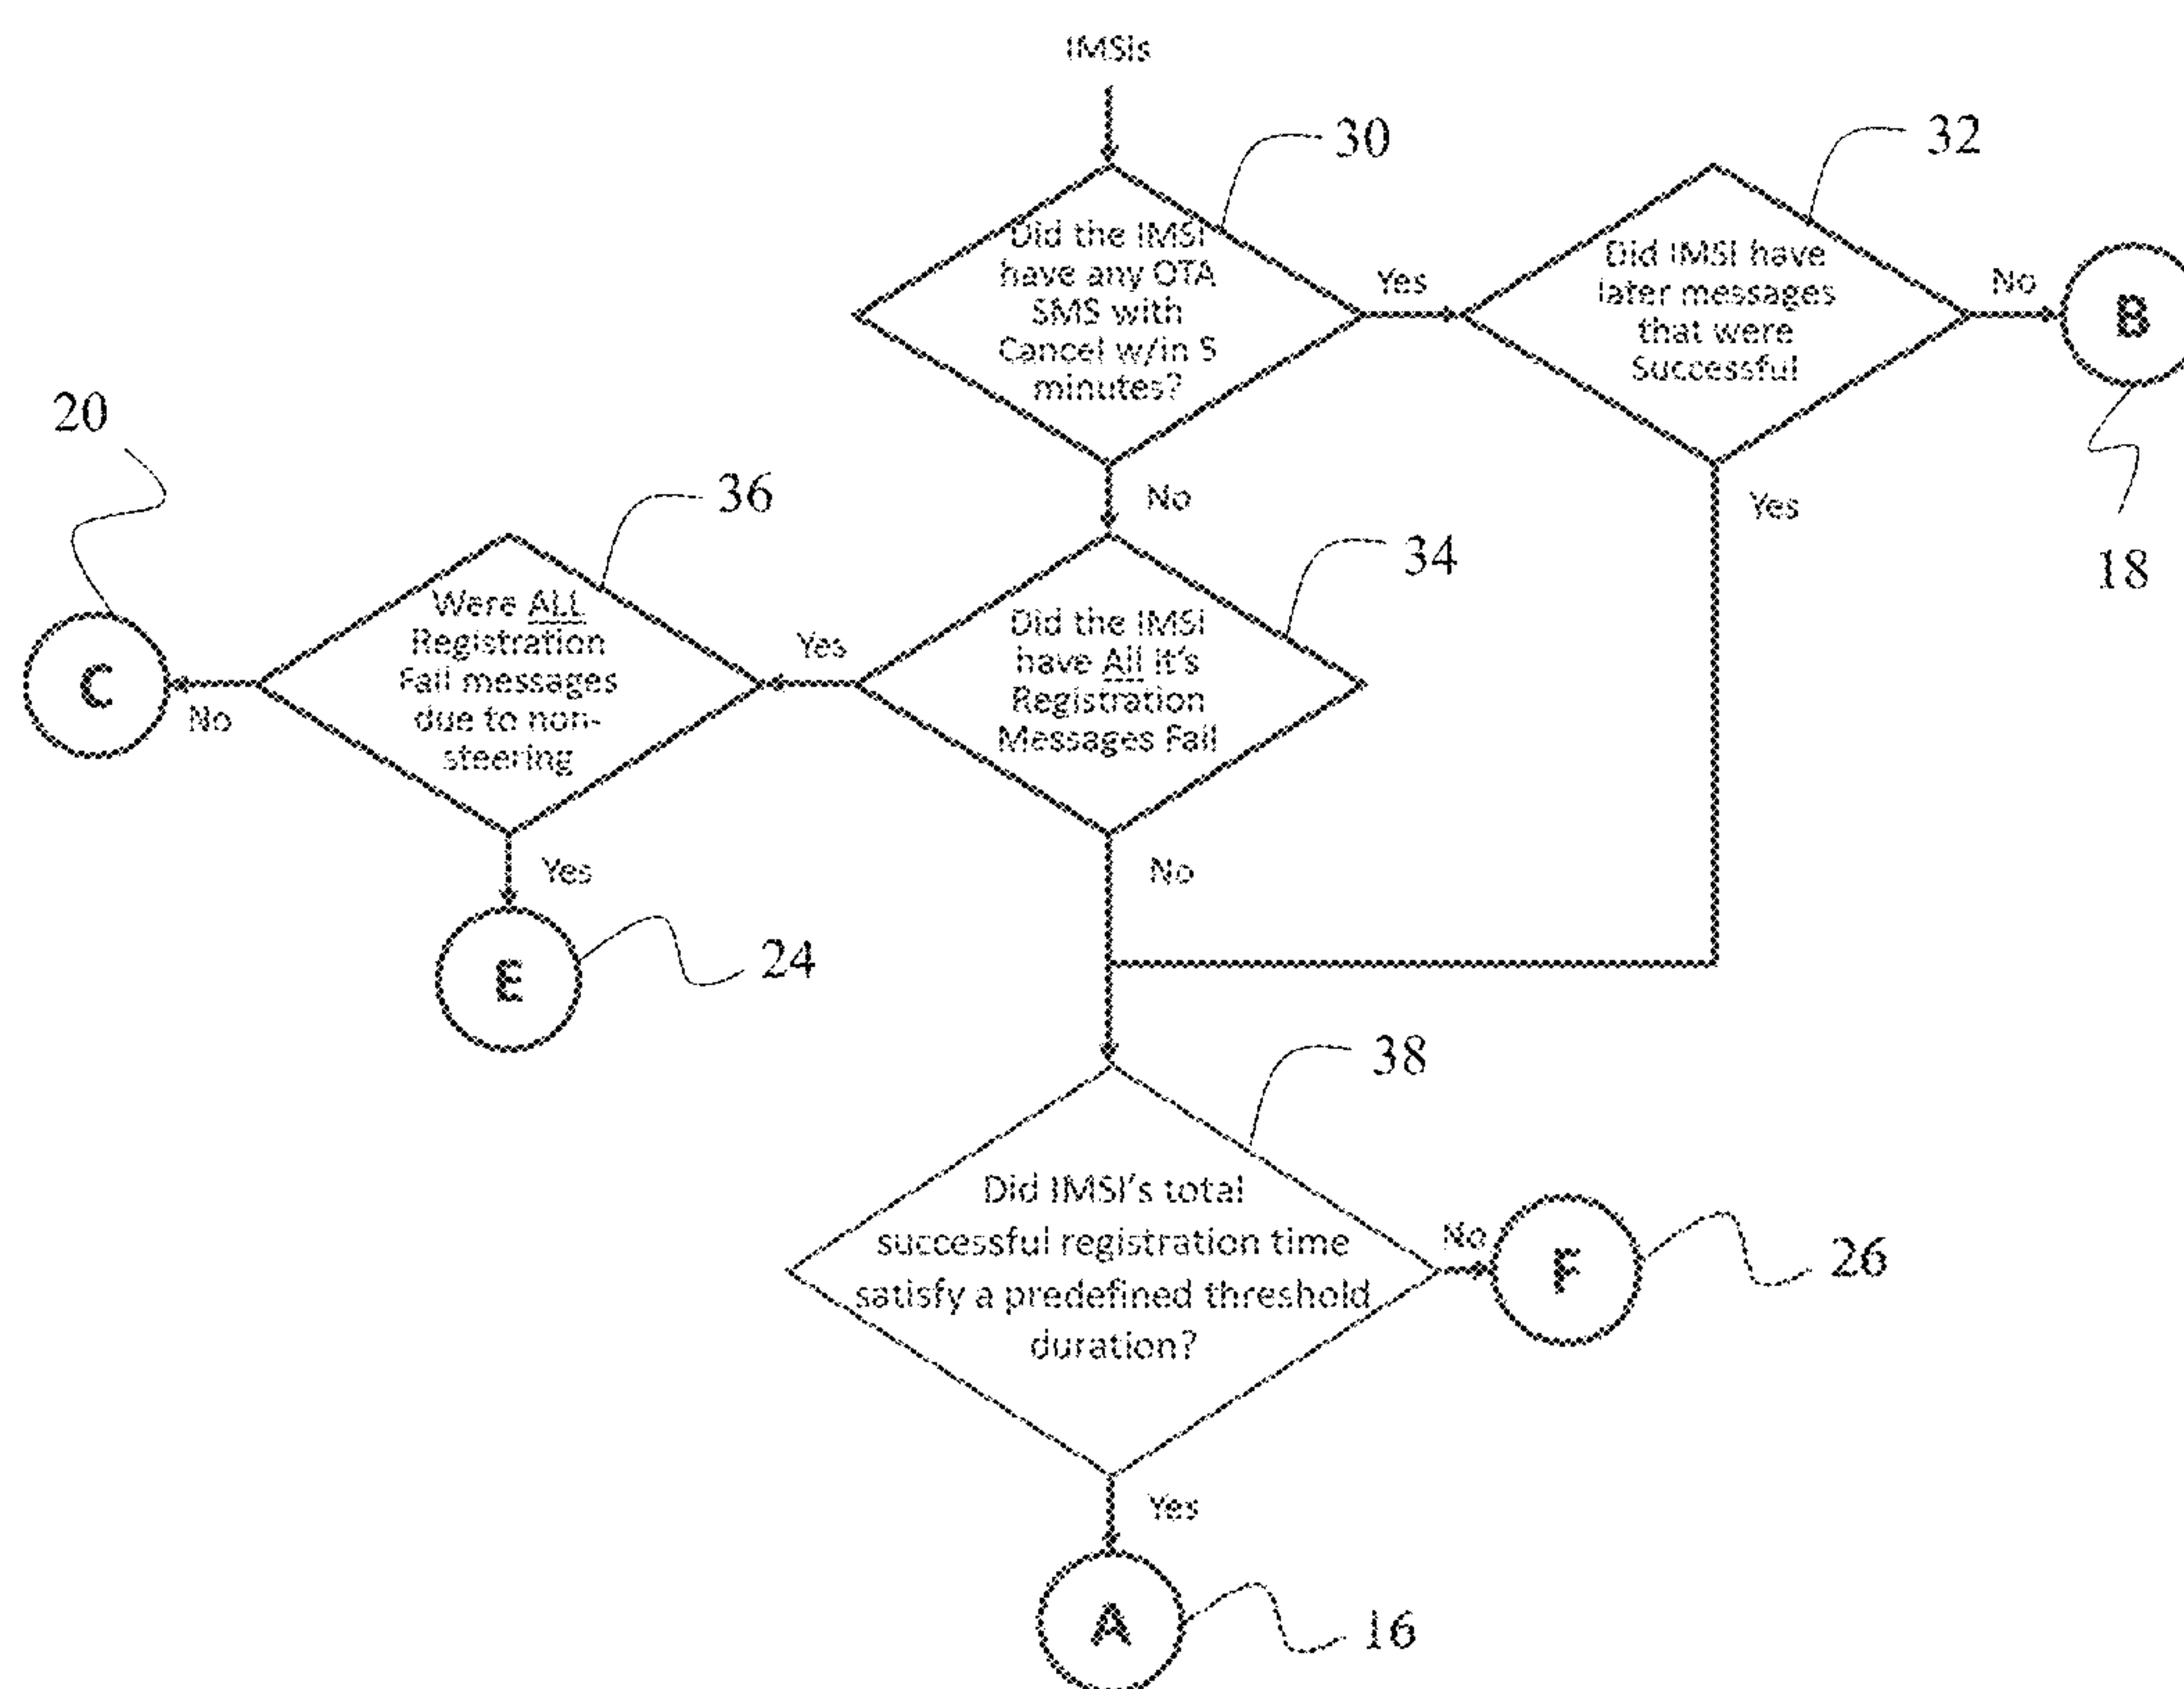 IMSIs
30
32
Did the IMSI
have any OTA
SMS with
Cancel w/in S
minutes?
Yes
Did IMSI have
later messages
that were
Successful
No
B
18
Yes
No
20
36
34
Were ALL
Registration
Fail messages
due to non-
steering
Yes
Did the IMSI
have All it's
Registration
Messages Fail
C
No
Yes
No
E
24
38
Did IMSI's total
successful registration time
satisfy a predefined threshold
duration?
No
F
26
Yes
A
16